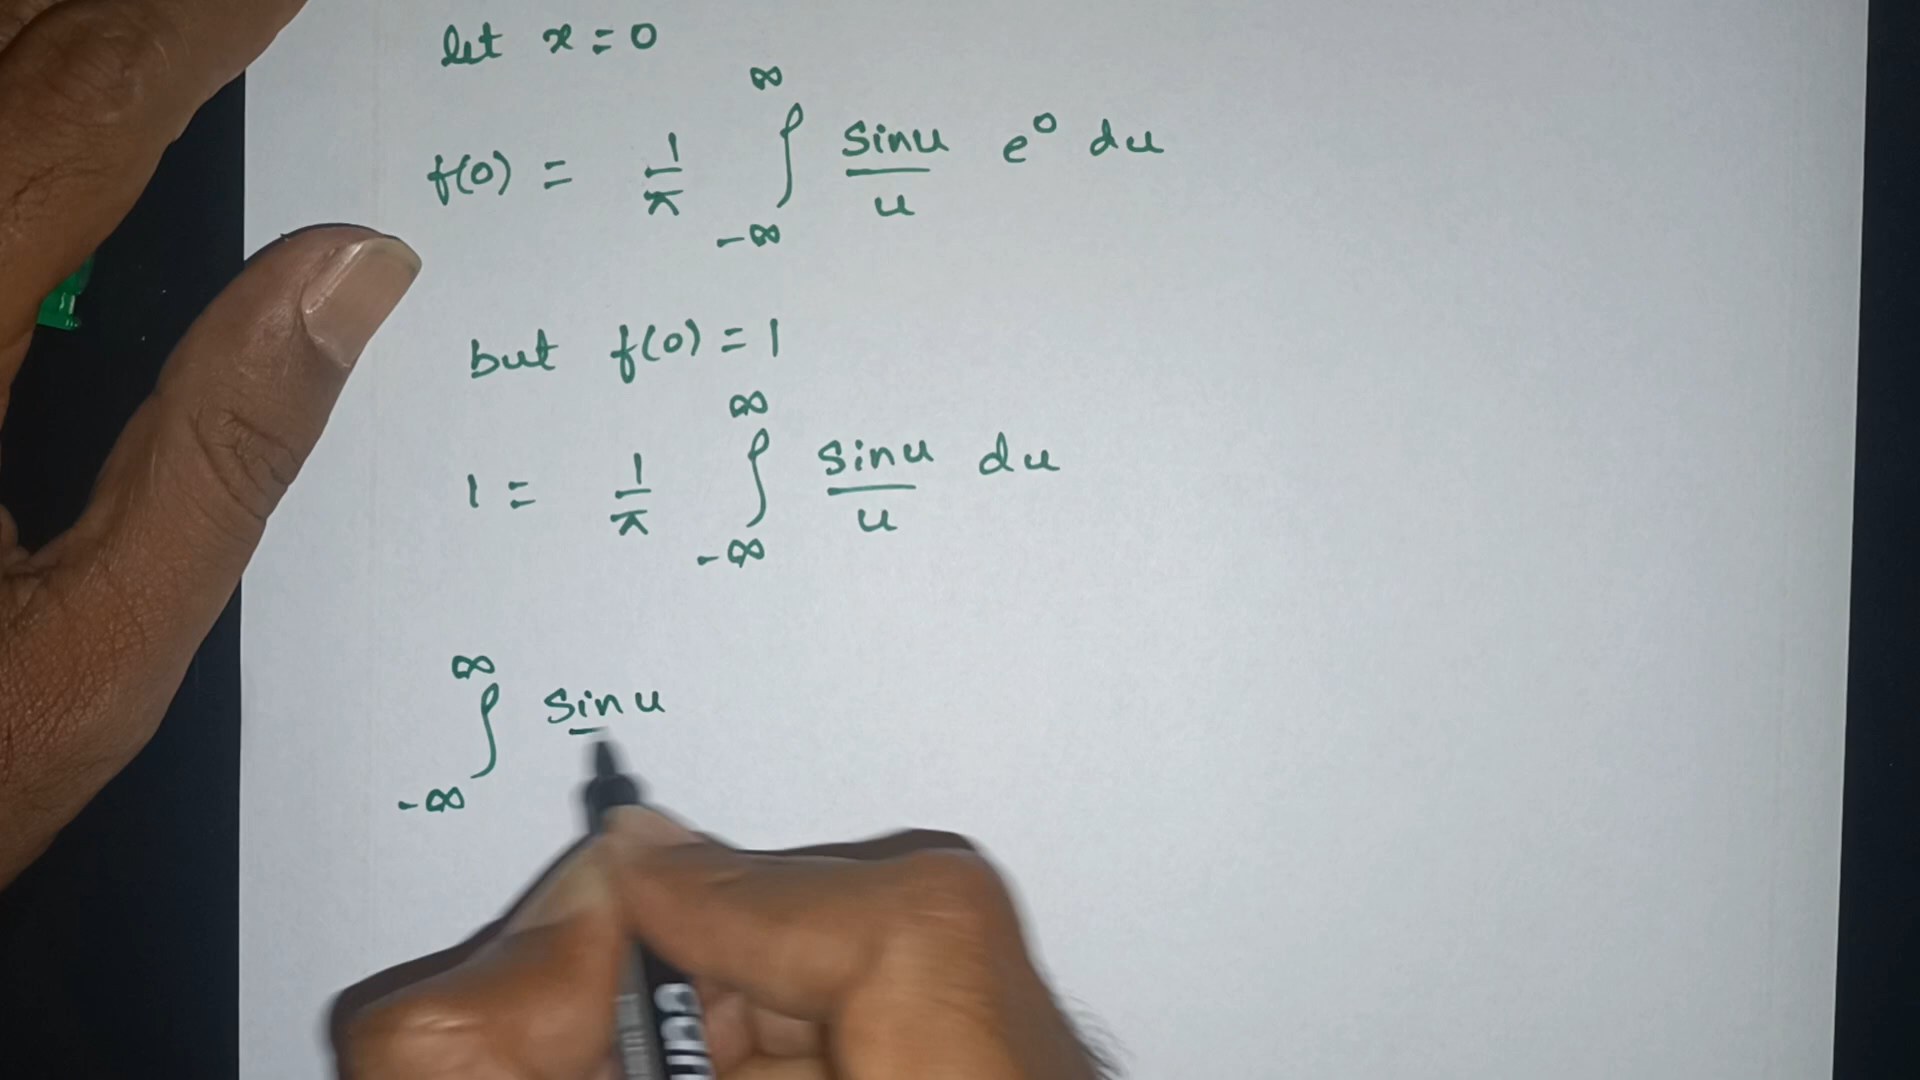 let x = 0
f(0) = 1/π ∫_{-∞}^{∞} sinu/u e^0 du
but f(0) = 1
1 = 1/π ∫_{-∞}^{∞} sinu/u du
∫_{-∞}^{∞} sinu